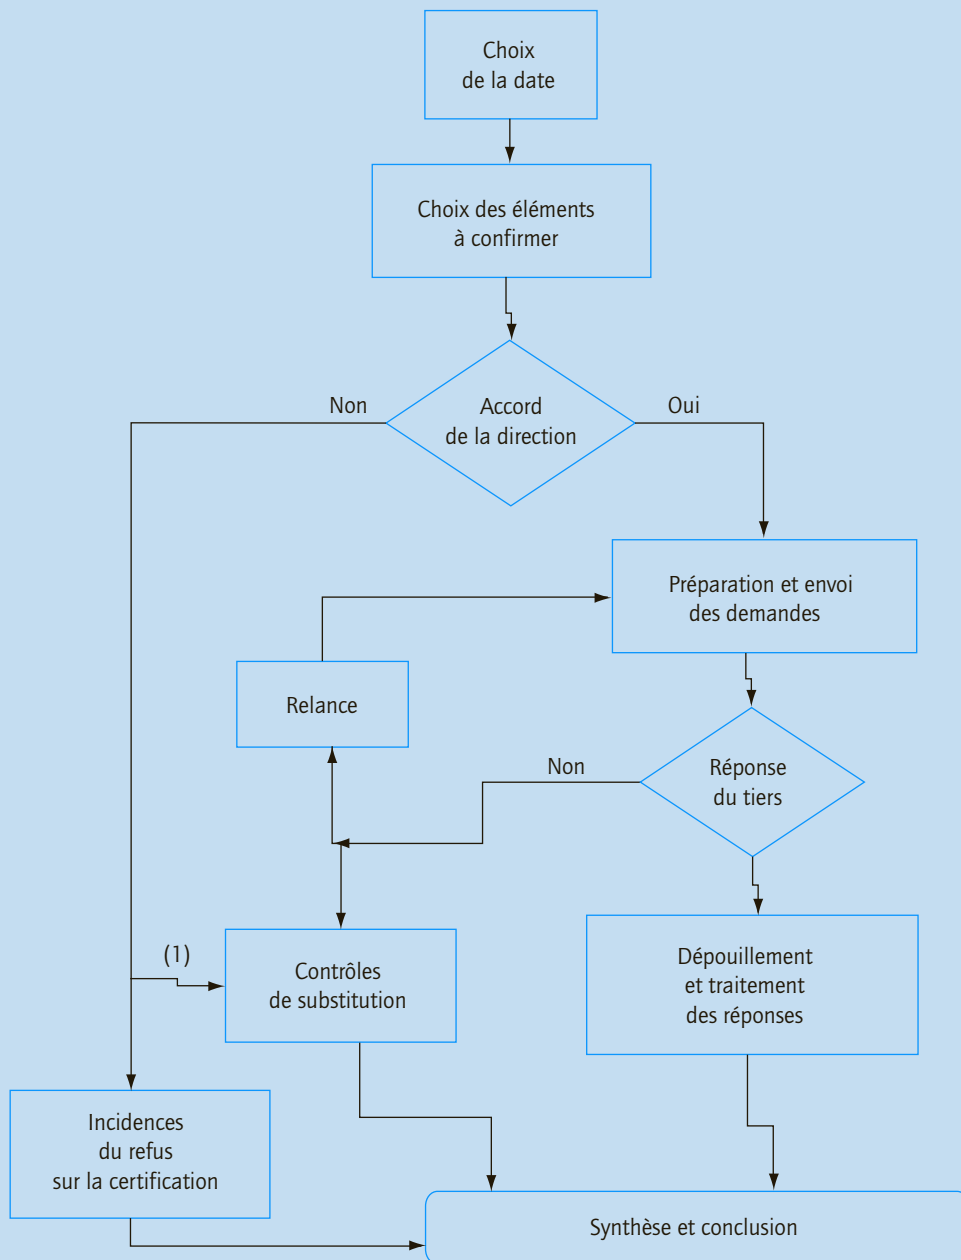 Choix
de la date
Choix des éléments
à confirmer
Non
Accord
de la direction
Oui
Préparation et envoi
des demandes
Relance
Non
Réponse
du tiers
(1)
Contrôles
de substitution
Dépouillement
et traitement
des réponses
Incidences
du refus
sur la certification
Synthèse et conclusion